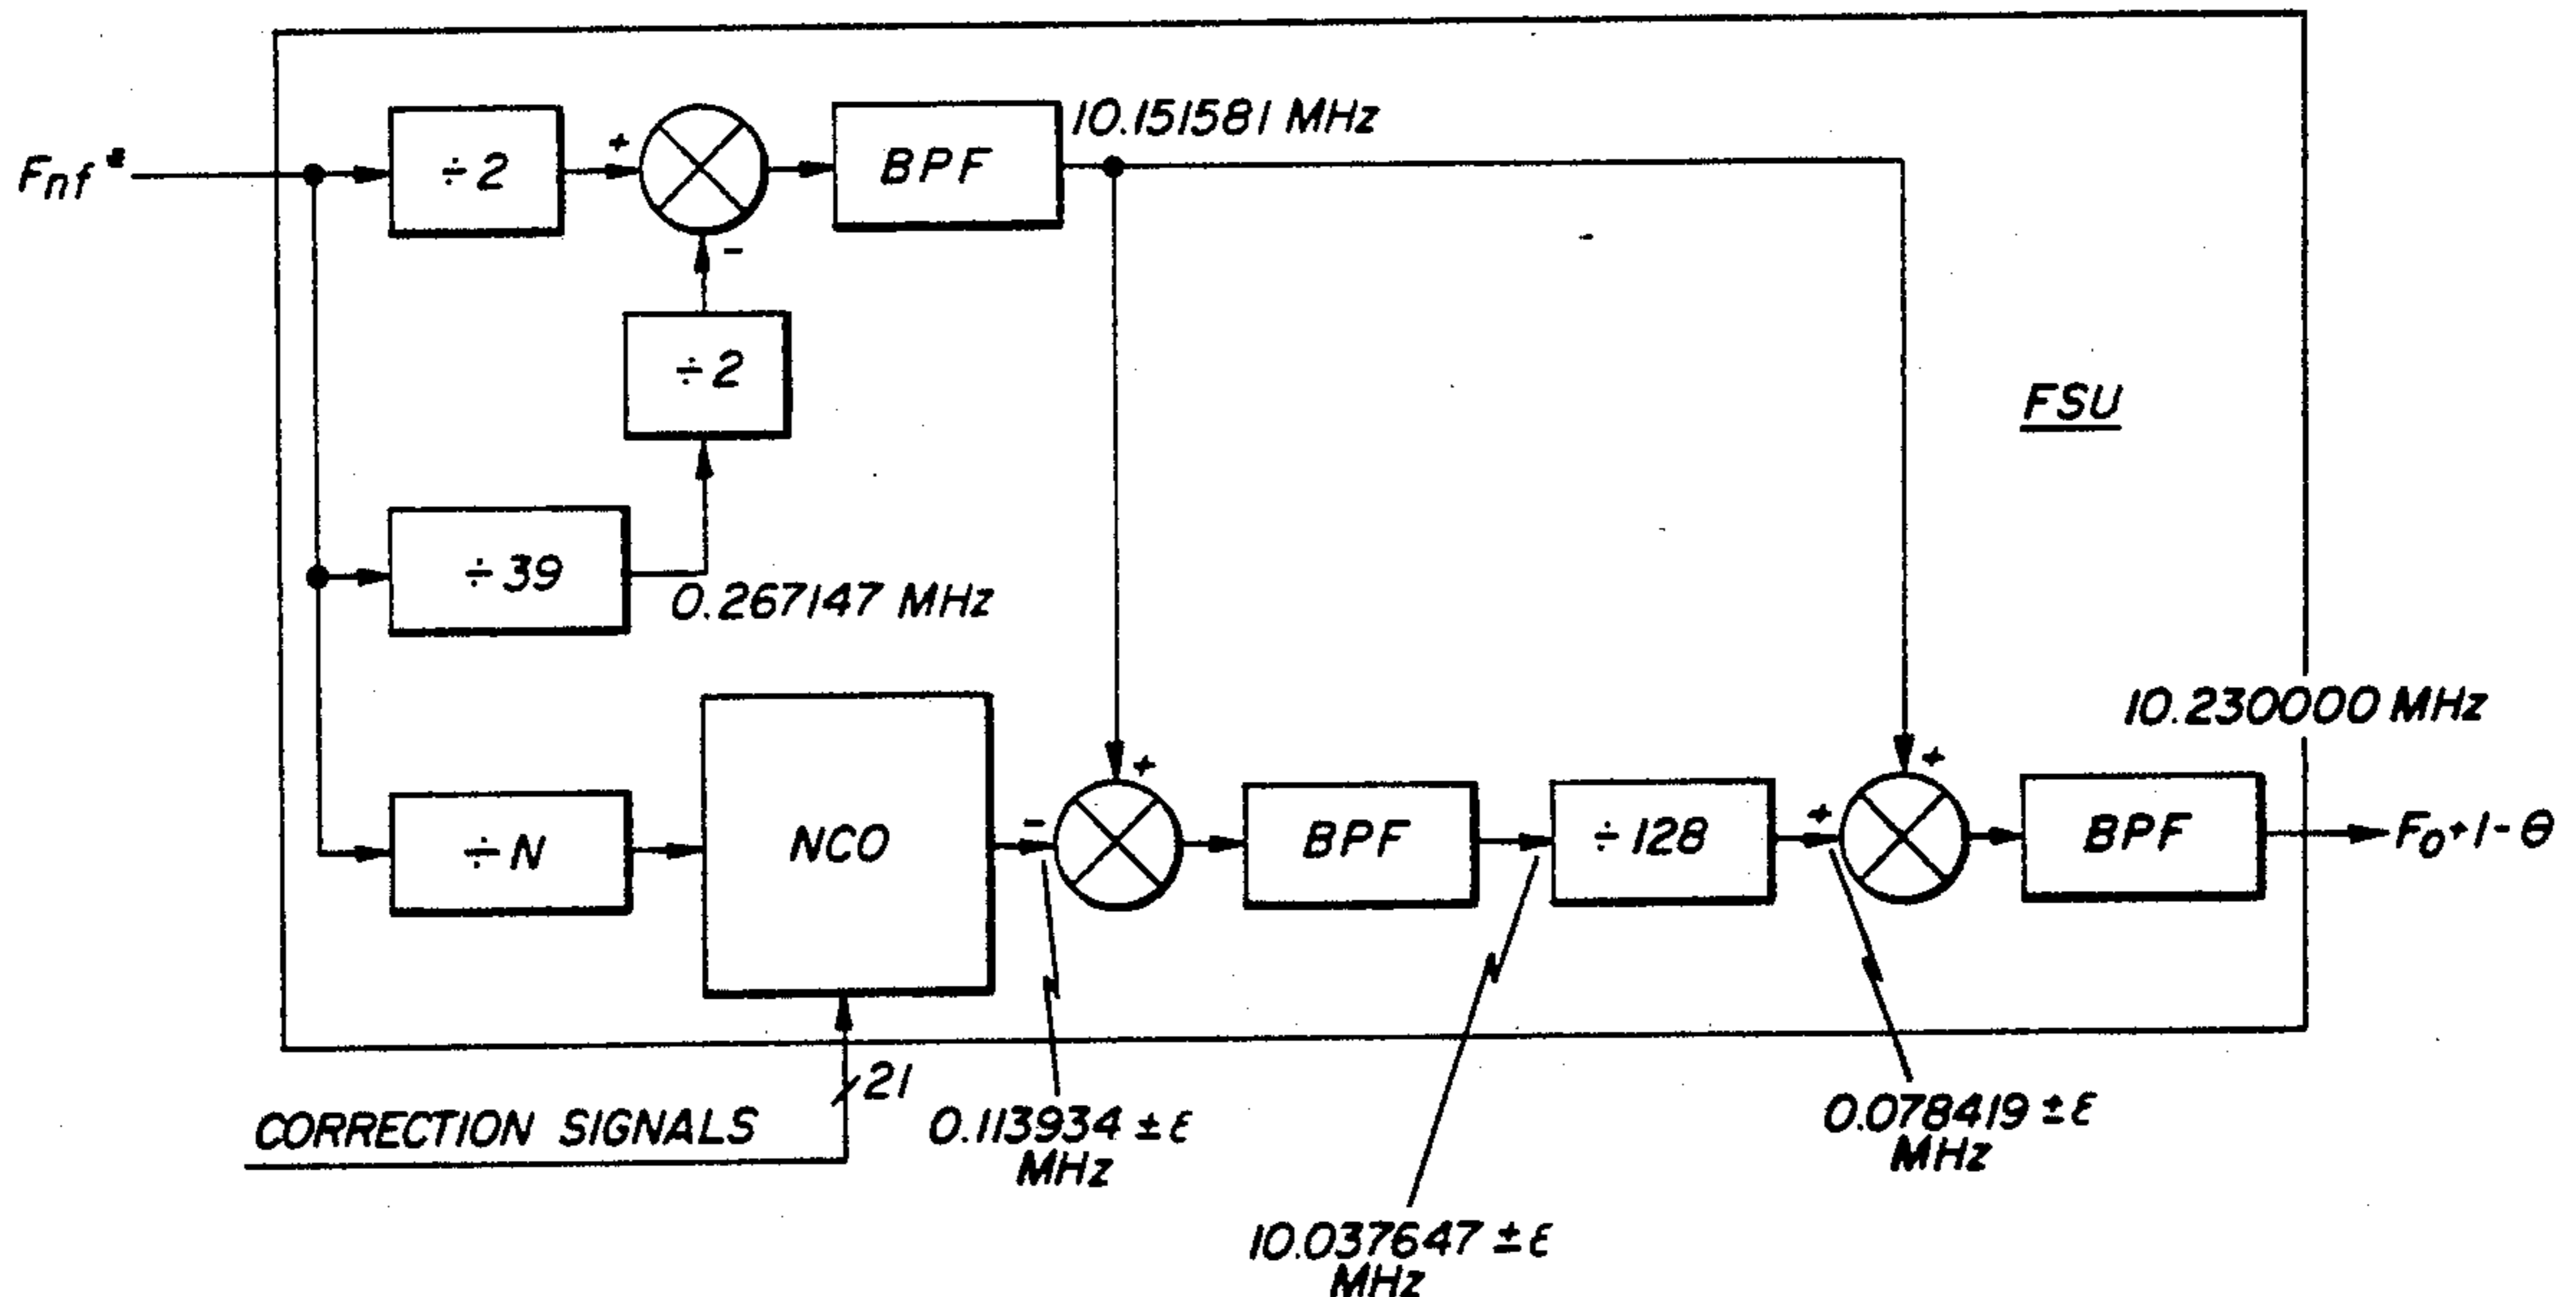 10.151581 MHz
Fnf
÷2
+
BPF
-
÷2
FSU
÷39
0.267147 MHz
10.230000 MHz
+
+
÷N
NCO
-
BPF
÷128
+
BPF
F0+1-θ
21
CORRECTION SIGNALS
0.113934 ±ε
MHz
0.078419 ±ε
MHz
10.037647 ±ε
MHz